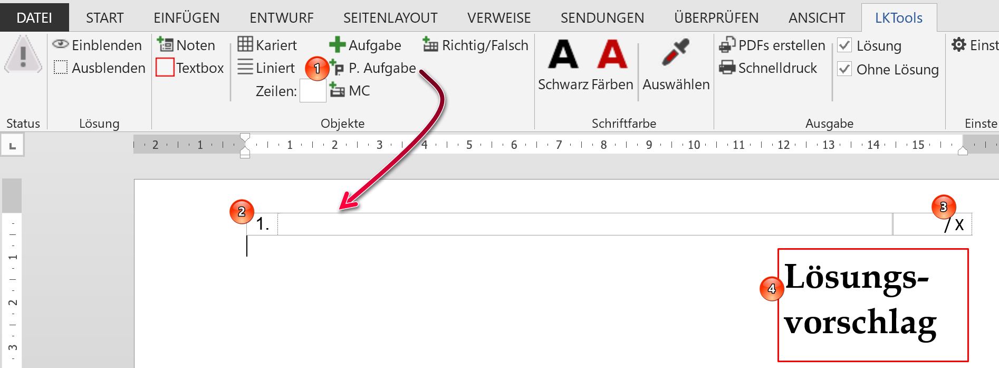 DATEI START EINFÜGEN ENTWURF SEITENLAYOUT VERWEISE SENDUNGEN ÜBERPRÜFEN ANSICHT LKTools
Einblenden Noten Kariert Aufgabe Richtig/Falsch PDFs erstellen Lösung Einst
Ausblenden Textbox Liniert 1 P. Aufgabe Schnelldruck Ohne Lösung
Zeilen: MC Schwarz Färben Auswählen
Status Lösung Objekte Schriftfarbe Ausgabe Einste
2 1 1 2 3 4 5 6 7 8 9 10 11 12 13 14 15
2 1. 3 / X
1
2
3
4 Lösungs-
vorschlag